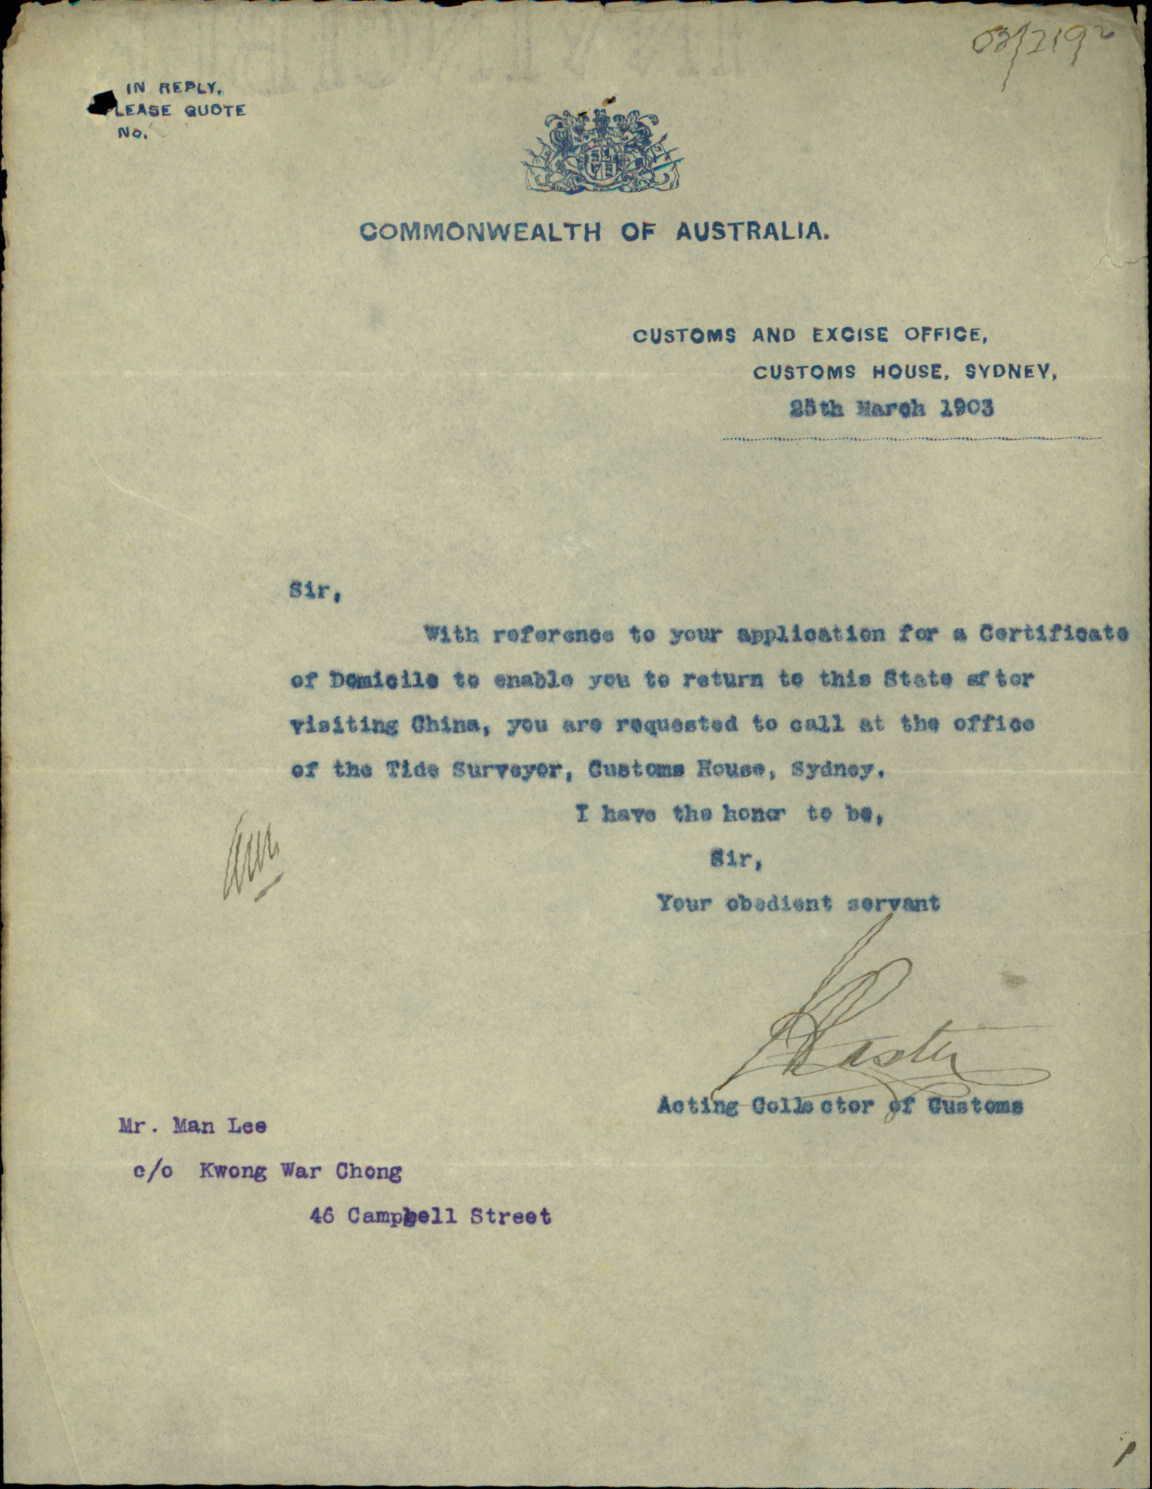 03/2192
IN REPLY,
PLEASE QUOTE
No.
COMMONWEALTH OF AUSTRALIA.
CUSTOMS AND EXCISE OFFICE,
CUSTOMS HOUSE, SYDNEY,
25th March 1903
Sir,
With reference to your application for a Certificate
of Domicile to enable you to return to this State after
visiting China, you are requested to call at the office
of the Tide Surveyor, Customs House, Sydney.
I have the honor to be,
Sir,
Your obedient servant
Acting Collector of Customs
Mr. Man Lee
c/o Kwong War Chong
46 Campbell Street